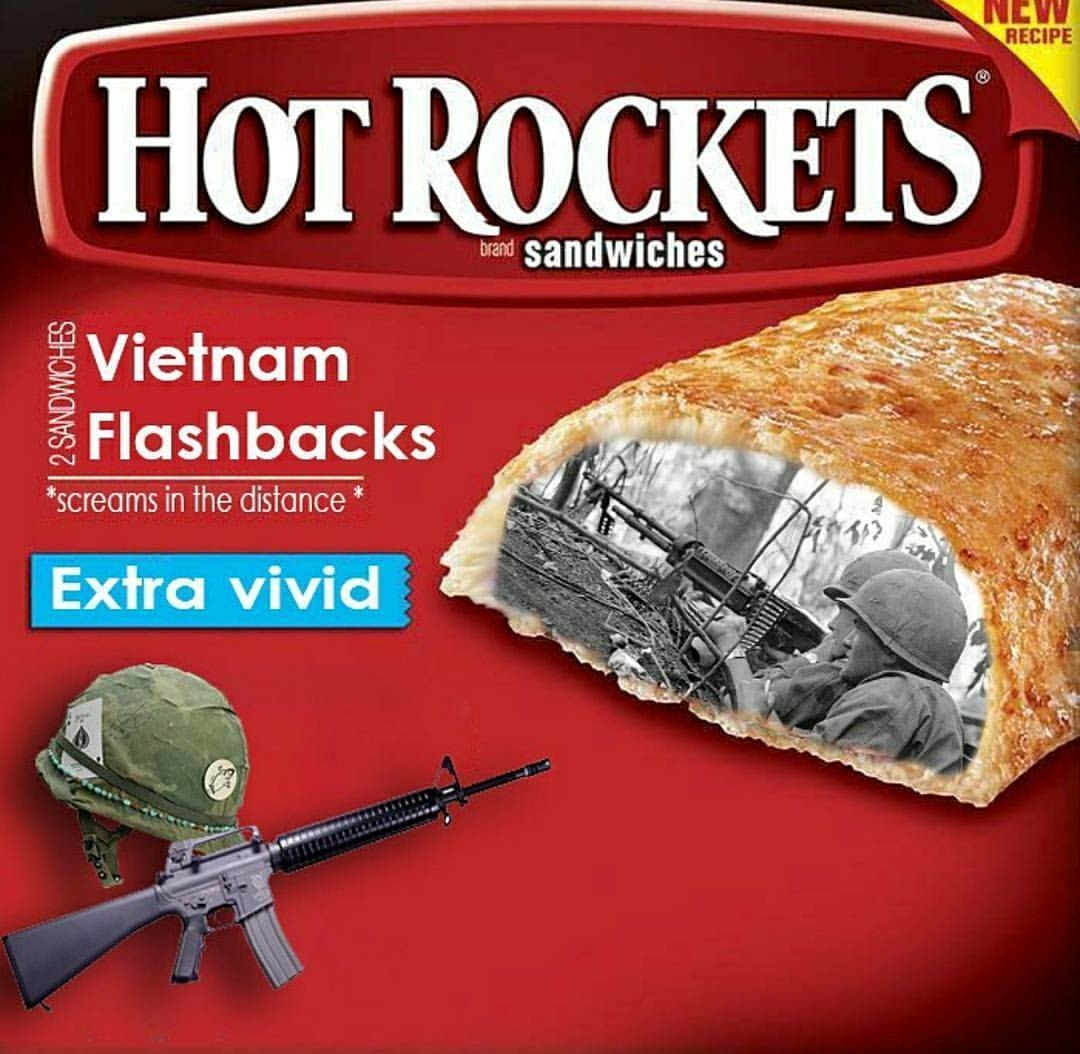 NEW
RECIPE
HOT ROCKETS®
brand sandwiches
2 SANDWICHES
Vietnam
Flashbacks
*screams in the distance *
Extra vivid